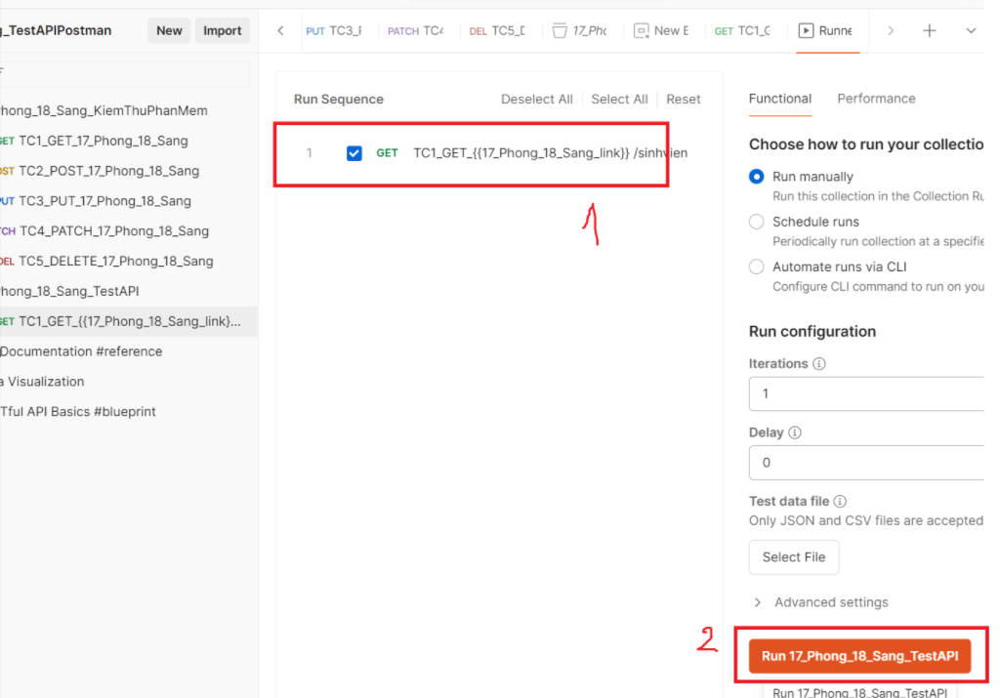 _TestAPIPostman New Import
PUT TC3_F PATCH TC4 DEL TC5_D 17_Pho New E GET TC1_G Runne
hong_18_Sang_KiemThuPhanMem
GET TC1_GET_17_Phong_18_Sang
OST TC2_POST_17_Phong_18_Sang
PUT TC3_PUT_17_Phong_18_Sang
TCH TC4_PATCH_17_Phong_18_Sang
DEL TC5_DELETE_17_Phong_18_Sang
hong_18_Sang_TestAPI
GET TC1_GET_{{17_Phong_18_Sang_link}...
Documentation #reference
a Visualization
Tful API Basics #blueprint
Run Sequence Deselect All Select All Reset
1 GET TC1_GET_{{17_Phong_18_Sang_link}} /sinhvien
1
Functional Performance
Choose how to run your collectio
Run manually
Run this collection in the Collection Ru
Schedule runs
Periodically run collection at a specifie
Automate runs via CLI
Configure CLI command to run on you
Run configuration
Iterations
1
Delay
0
Test data file
Only JSON and CSV files are accepted
Select File
Advanced settings
2
Run 17_Phong_18_Sang_TestAPI
Run 17_Phong_18_Sang_TestAPI